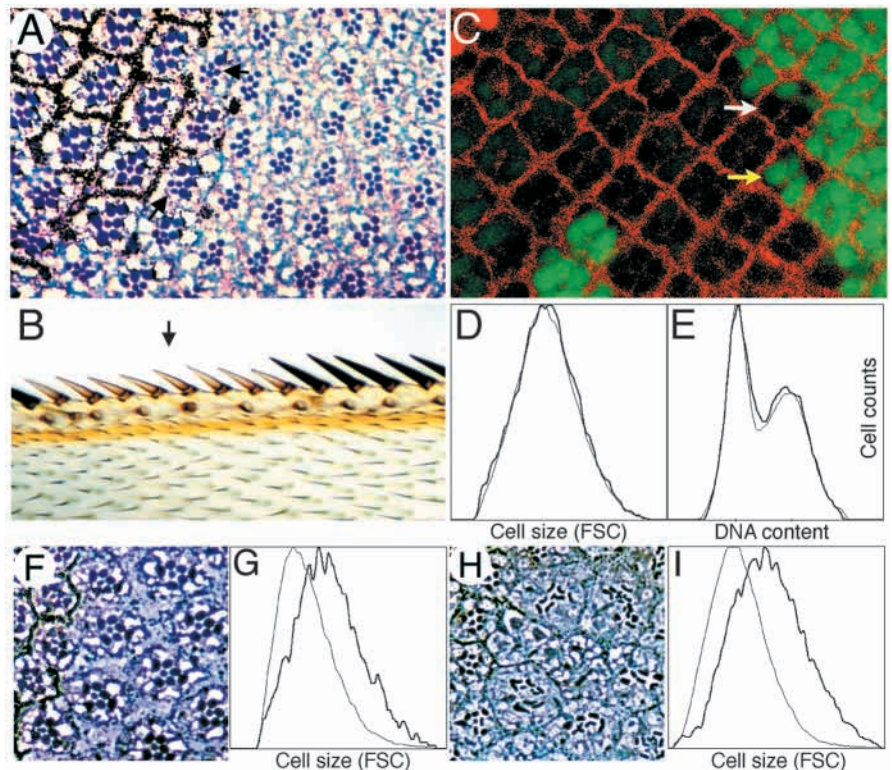 A
C
B
D
E
Cell counts
Cell size (FSC)
DNA content
F
G
H
I
Cell size (FSC)
Cell size (FSC)